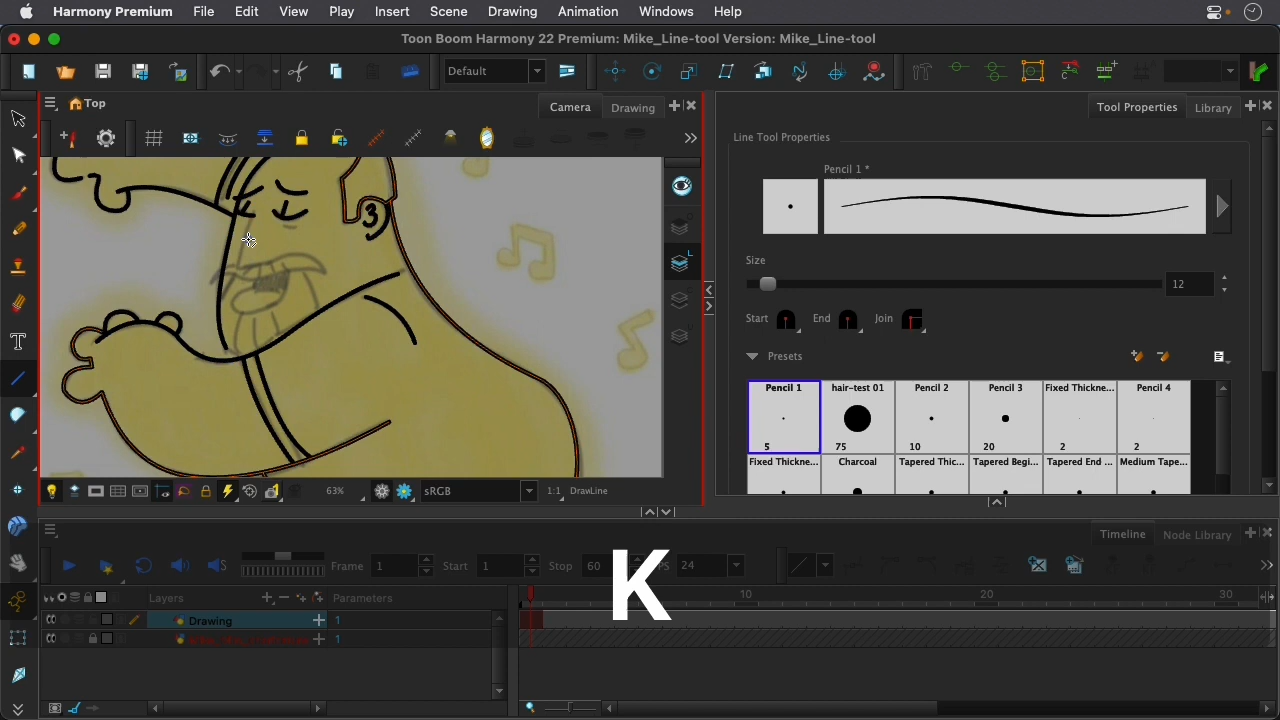 Harmony Premium File Edit View Play Insert Scene Drawing Animation Windows Help
Toon Boom Harmony 22 Premium: Mike_Line-tool Version: Mike_Line-tool
Default
Top
Camera
Drawing
Tool Properties
Library
Line Tool Properties
Pencil 1 *
Size
12
Start
End
Join
Presets
Pencil 1
hair-test 01
Pencil 2
Pencil 3
Fixed Thickne...
Pencil 4
5
75
10
20
2
2
Fixed Thickne...
Charcoal
Tapered Thic...
Tapered Begi...
Tapered End ...
Medium Tape...
63%
sRGB
1:1
DrawLine
Timeline
Node Library
K
Frame 1
Start 1
Stop 60
PS 24
Layers
Parameters
10
20
30
Drawing
1
1